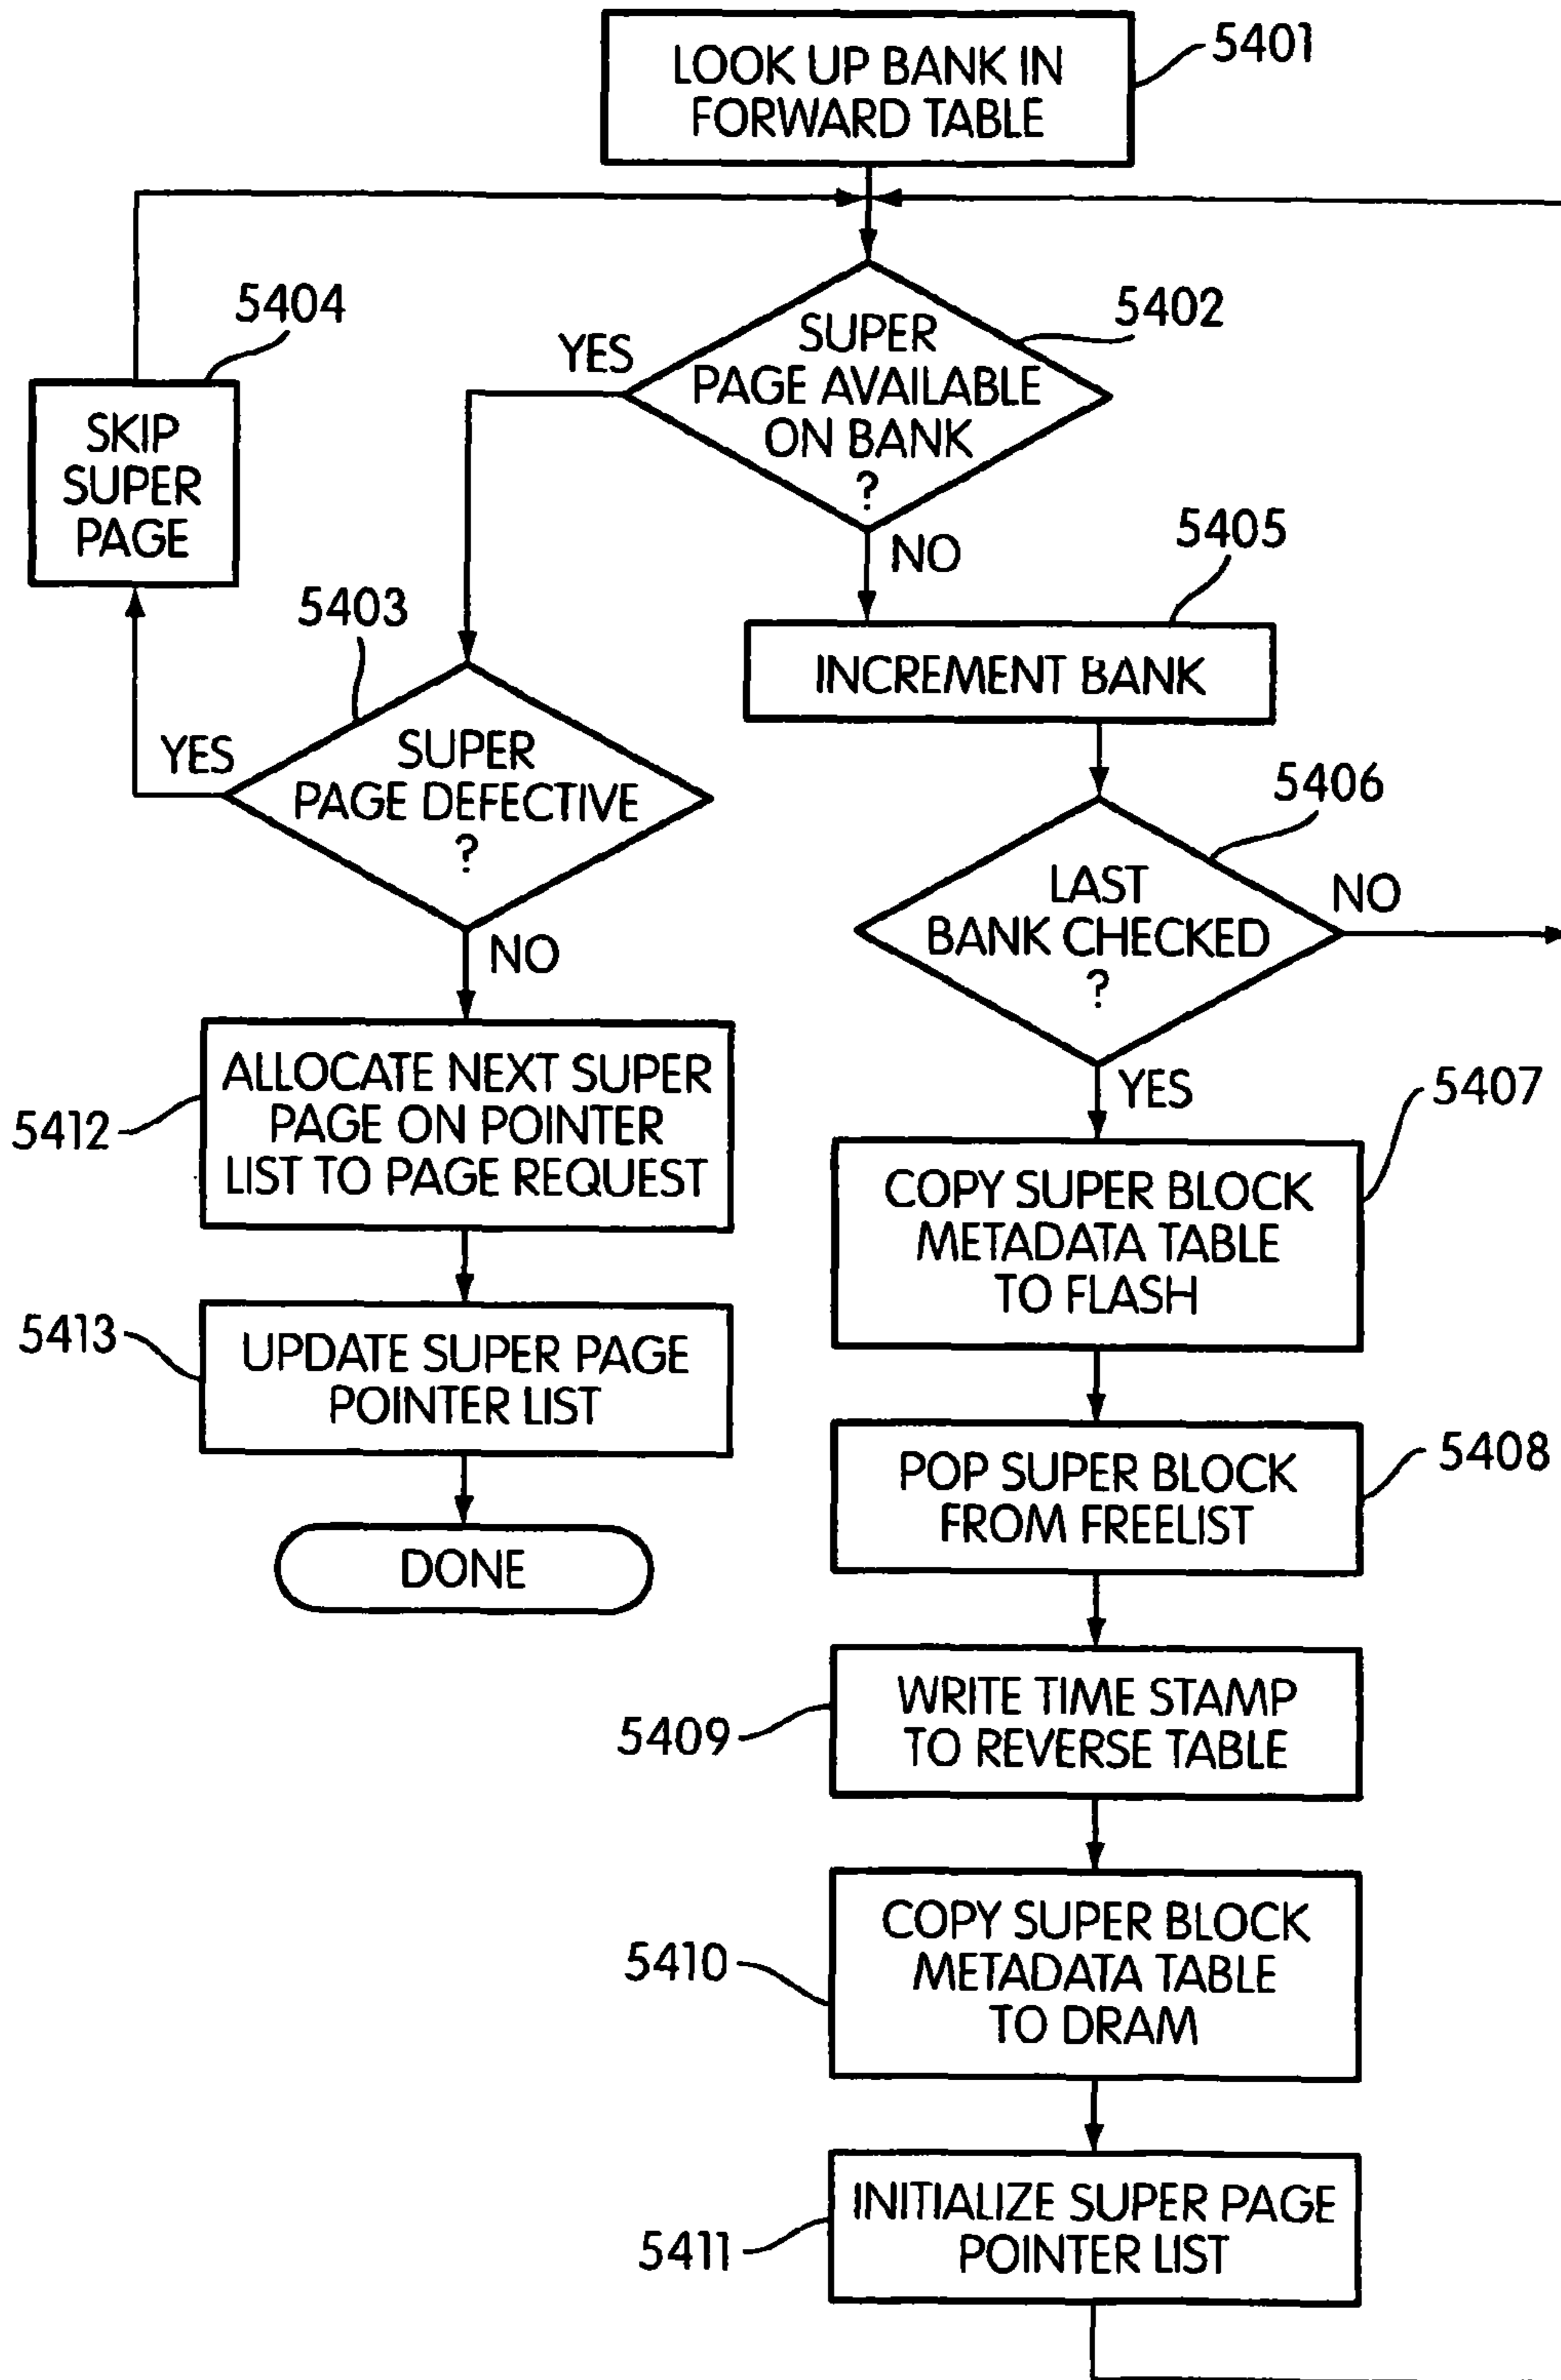 5401
LOOK UP BANK IN
FORWARD TABLE
5404
5402
YES
SUPER
PAGE AVAILABLE
ON BANK
?
SKIP
SUPER
PAGE
NO
5405
5403
INCREMENT BANK
YES
SUPER
PAGE DEFECTIVE
?
5406
LAST
BANK CHECKED
?
NO
NO
5412
ALLOCATE NEXT SUPER
PAGE ON POINTER
LIST TO PAGE REQUEST
YES
5407
COPY SUPER BLOCK
METADATA TABLE
TO FLASH
5413
UPDATE SUPER PAGE
POINTER LIST
5408
POP SUPER BLOCK
FROM FREELIST
DONE
5409
WRITE TIME STAMP
TO REVERSE TABLE
5410
COPY SUPER BLOCK
METADATA TABLE
TO DRAM
5411
INITIALIZE SUPER PAGE
POINTER LIST